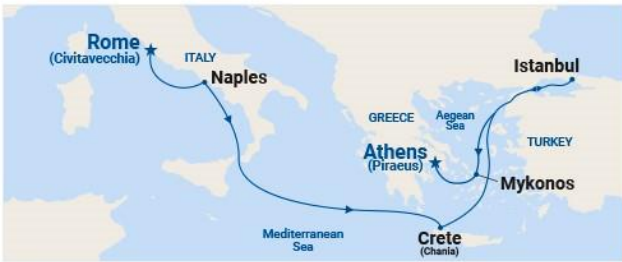 Rome
(Civitavecchia)
ITALY
Naples
Istanbul
GREECE
Aegean
Sea
TURKEY
Athens
(Piraeus)
Mykonos
Mediterranean
Sea
Crete
(Chania)